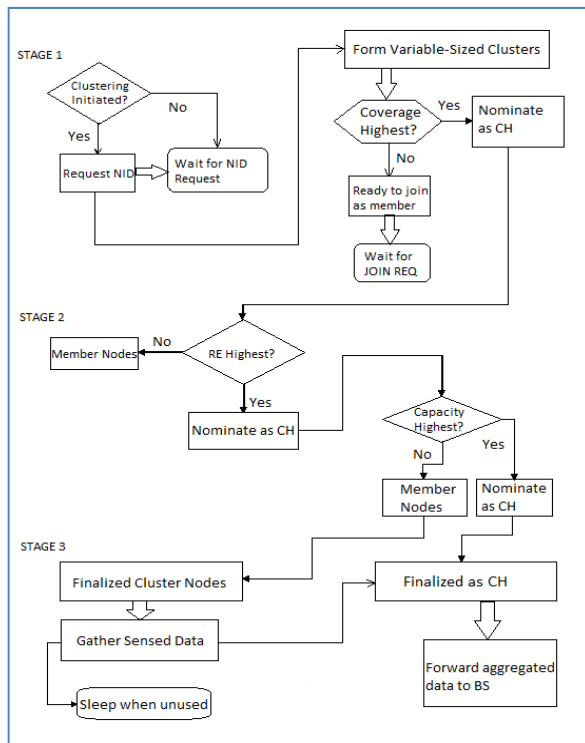 STAGE 1
Clustering
Initiated?
No
Yes
Request NID
Wait for NID
Request
Form Variable-Sized Clusters
Coverage
Highest?
Yes
Nominate
as CH
No
Ready to join
as member
Wait for
JOIN REQ
STAGE 2
Member Nodes
No
RE Highest?
Yes
Nominate as CH
Capacity
Highest?
No
Yes
Member
Nodes
Nominate
as CH
STAGE 3
Finalized Cluster Nodes
Finalized as CH
Gather Sensed Data
Forward aggregated
data to BS
Sleep when unused